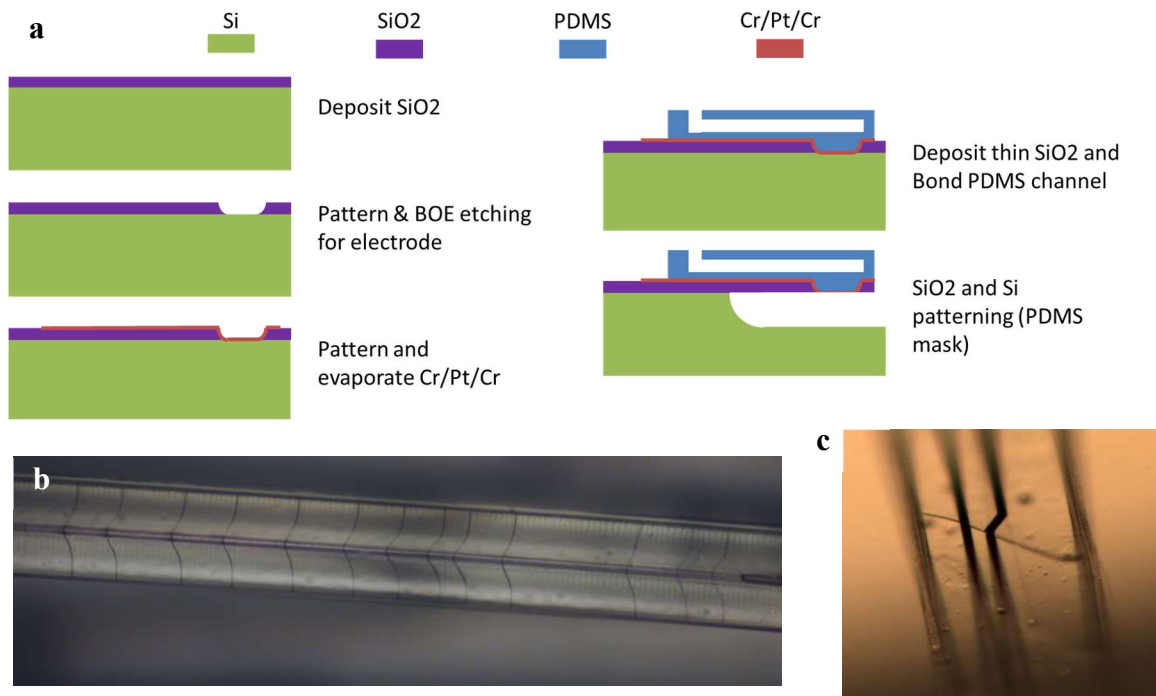 a
Si
SiO2
PDMS
Cr/Pt/Cr
Deposit SiO2
Pattern & BOE etching
for electrode
Pattern and
evaporate Cr/Pt/Cr
Deposit thin SiO2 and
Bond PDMS channel
SiO2 and Si
patterning (PDMS
mask)
b
c